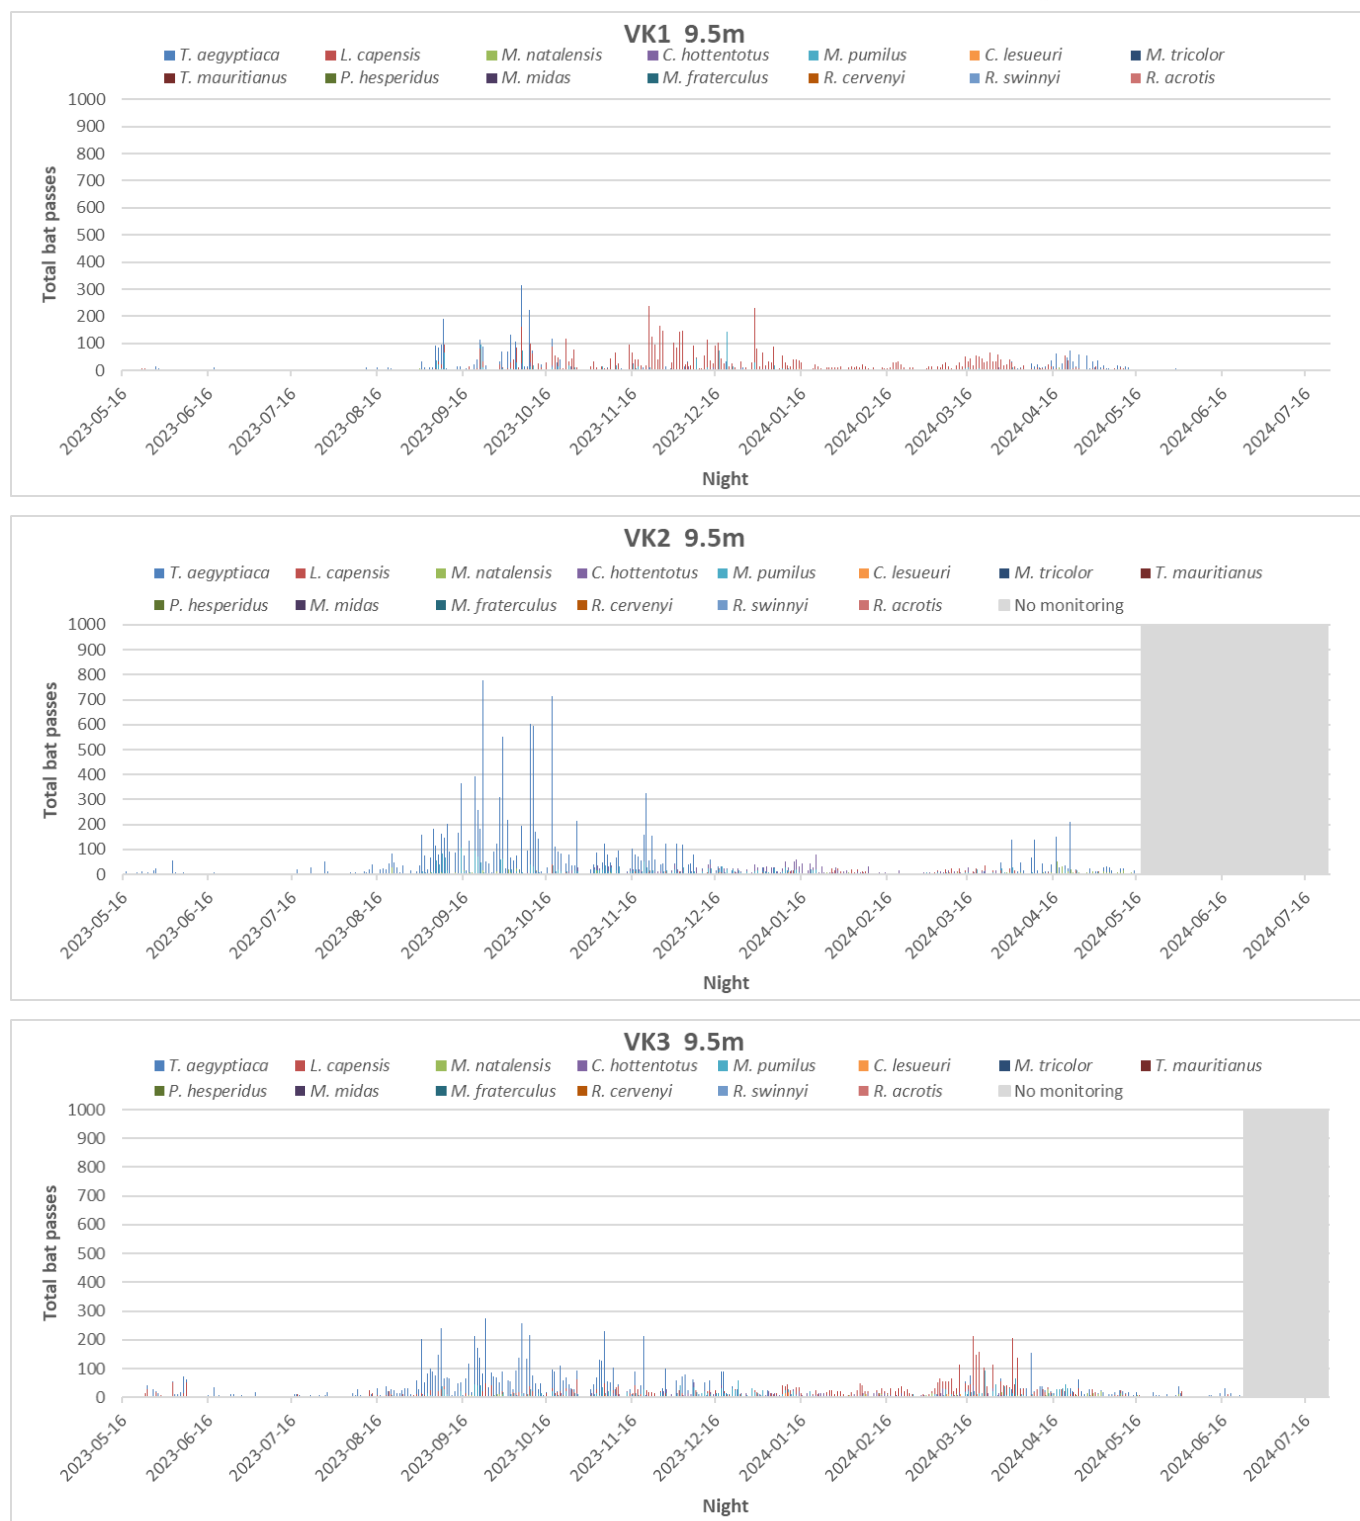 VK1 9.5m
T. aegyptiaca L. capensis M. natalensis C. hottentotus M. pumilus C. lesueuri M. tricolor
T. mauritianus P. hesperidus M. midas M. fraterculus R. cervenyi R. swinnyi R. acrotis
1000
900
800
700
600
500
400
300
200
100
0
Total bat passes
2023-05-16 2023-06-16 2023-07-16 2023-08-16 2023-09-16 2023-10-16 2023-11-16 2023-12-16 2024-01-16 2024-02-16 2024-03-16 2024-04-16 2024-05-16 2024-06-16 2024-07-16
Night
VK2 9.5m
T. aegyptiaca L. capensis M. natalensis C. hottentotus M. pumilus C. lesueuri M. tricolor T. mauritianus
P. hesperidus M. midas M. fraterculus R. cervenyi R. swinnyi R. acrotis No monitoring
1000
900
800
700
600
500
400
300
200
100
0
Total bat passes
2023-05-16 2023-06-16 2023-07-16 2023-08-16 2023-09-16 2023-10-16 2023-11-16 2023-12-16 2024-01-16 2024-02-16 2024-03-16 2024-04-16 2024-05-16 2024-06-16 2024-07-16
Night
VK3 9.5m
T. aegyptiaca L. capensis M. natalensis C. hottentotus M. pumilus C. lesueuri M. tricolor T. mauritianus
P. hesperidus M. midas M. fraterculus R. cervenyi R. swinnyi R. acrotis No monitoring
1000
900
800
700
600
500
400
300
200
100
0
Total bat passes
2023-05-16 2023-06-16 2023-07-16 2023-08-16 2023-09-16 2023-10-16 2023-11-16 2023-12-16 2024-01-16 2024-02-16 2024-03-16 2024-04-16 2024-05-16 2024-06-16 2024-07-16
Night